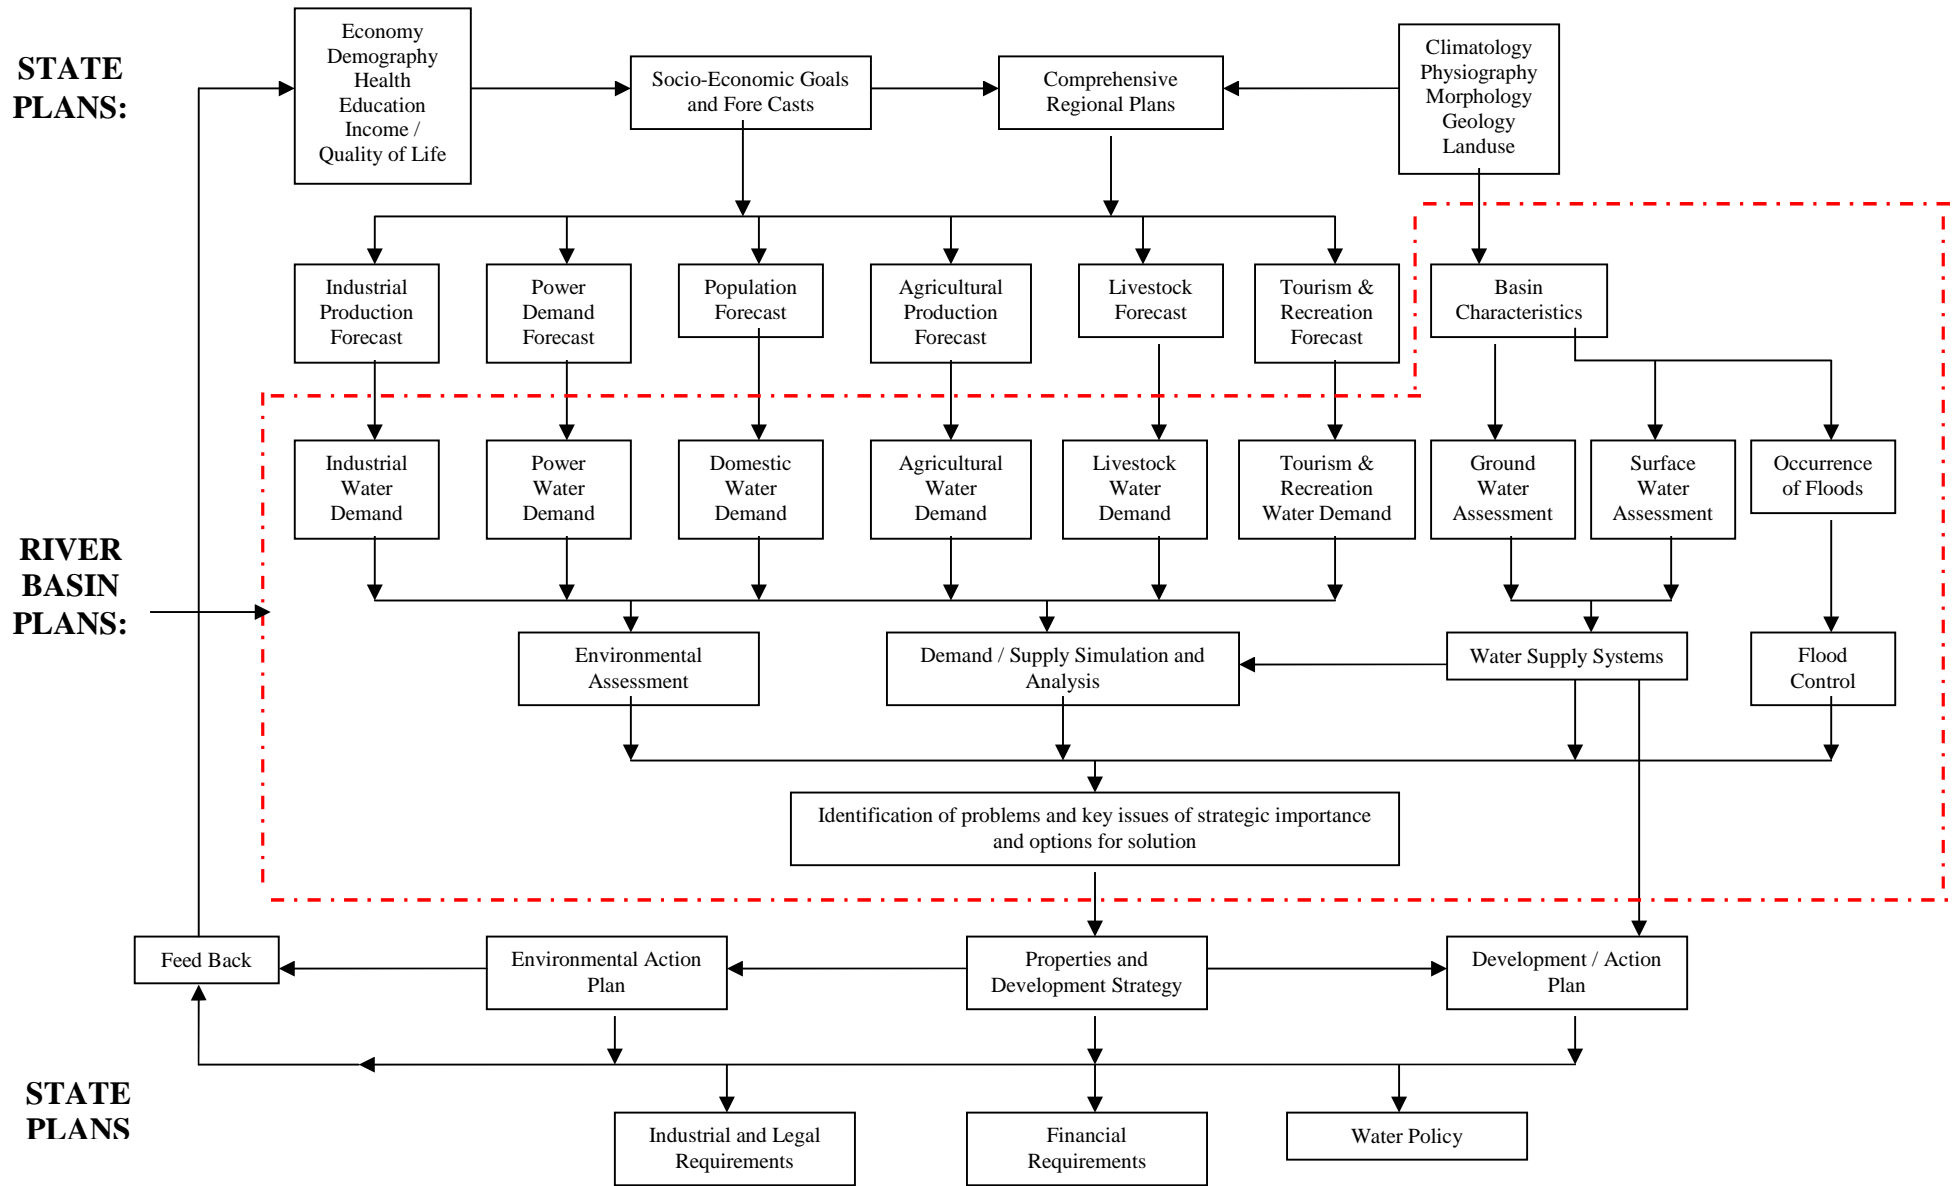 STATE
PLANS:
Economy
Demography
Health
Education
Income /
Quality of Life
Socio-Economic Goals
and Fore Casts
Comprehensive
Regional Plans
Climatology
Physiography
Morphology
Geology
Landuse
Industrial
Production
Forecast
Power
Demand
Forecast
Population
Forecast
Agricultural
Production
Forecast
Livestock
Forecast
Tourism &
Recreation
Forecast
Basin
Characteristics
RIVER
BASIN
PLANS:
Industrial
Water
Demand
Power
Water
Demand
Domestic
Water
Demand
Agricultural
Water
Demand
Livestock
Water
Demand
Tourism &
Recreation
Water Demand
Ground
Water
Assessment
Surface
Water
Assessment
Occurrence
of Floods
Environmental
Assessment
Demand / Supply Simulation and
Analysis
Water Supply Systems
Flood
Control
Identification of problems and key issues of strategic importance
and options for solution
Feed Back
Environmental Action
Plan
Properties and
Development Strategy
Development / Action
Plan
STATE
PLANS
Industrial and Legal
Requirements
Financial
Requirements
Water Policy